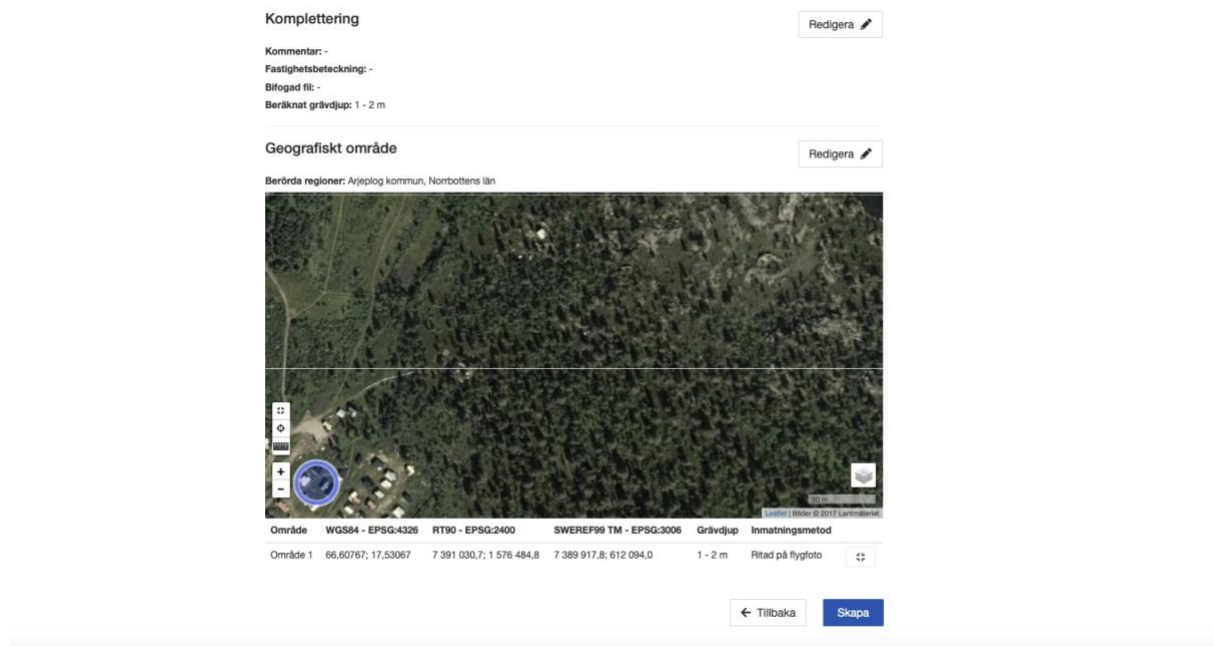 Komplettering
Redigera
Kommentar: -
Fastighetsbeteckning: -
Bifogad fil: -
Beräknat grävdjup: 1 - 2 m
Geografiskt område
Redigera
Berörda regioner: Arjeplog kommun, Norrbottens län
+
-
50 m
Leaflet | Bilder © 2017 Lantmäteriet
Område WGS84 - EPSG:4326 RT90 - EPSG:2400 SWEREF99 TM - EPSG:3006 Grävdjup Inmatningsmetod
Område 1 66,60767; 17,53067 7 391 030,7; 1 576 484,8 7 389 917,8; 612 094,0 1 - 2 m Ritad på flygfoto
Tillbaka
Skapa